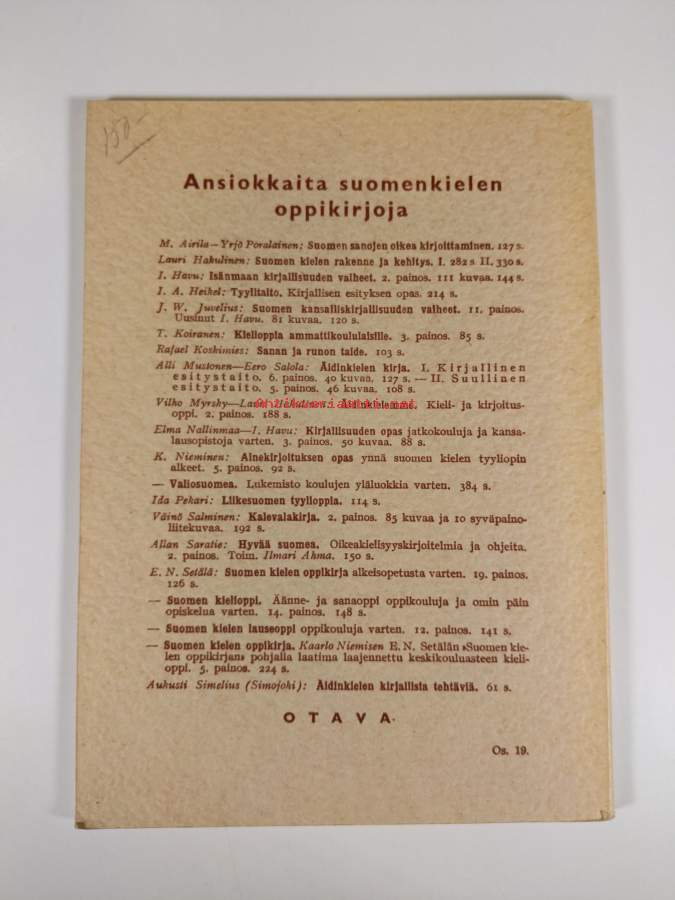 150-
Ansiokkaita suomenkielen
oppikirjoja
M. Airila—Yrjö Poralainen: Suomen sanojen oikea kirjoittaminen. 127 s.
Lauri Hakulinen: Suomen kielen rakenne ja kehitys. I. 282 s. II. 330 s.
I. Havu: Isänmaan kirjallisuuden vaiheet. 2. painos. 111 kuvaa. 144 s.
I. A. Heikel: Tyylitaito. Kirjallisen esityksen opas. 214 s.
J. W. Juvelius: Suomen kansalliskirjallisuuden vaiheet. 11. painos.
Uusinut I. Havu. 81 kuvaa. 120 s.
T. Koiranen: Kielioppia ammattikoululaisille. 3. painos. 85 s.
Rafael Koskimies: Sanan ja runon taide. 103 s.
Alli Mustonen—Eero Salola: Äidinkielen kirja. I. Kirjallinen
esitystaito. 6. painos. 40 kuvaa. 127 s. — II. Suullinen
esitystaito. 5. painos. 46 kuvaa. 108 s.
Vilko Myrsky— Äidinkielemme. Kieli- ja kirjoitus-
oppi. 2. painos. 188 s.
Elma Nallinmaa—I. Havu: Kirjallisuuden opas jatkokouluja ja kansa-
lausopistoja varten. 3. painos. 50 kuvaa. 88 s.
K. Nieminen: Ainekirjoituksen opas ynnä suomen kielen tyyliopin
alkeet. 5. painos. 92 s.
— Valiosuomea. Lukemisto koulujen yläluokkia varten. 384 s.
Ida Pekari: Liikesuomen tyylioppia. 114 s.
Väinö Salminen: Kalevalakirja. 2. painos. 85 kuvaa ja 10 syväpaino-
liitekuvaa. 192 s.
Allan Saratie: Hyvää suomea. Oikeakielisyyskirjoitelmia ja ohjeita.
2. painos. Toim. Ilmari Ahma. 150 s.
E. N. Setälä: Suomen kielen oppikirja alkeisopetusta varten. 19. painos.
126 s.
— Suomen kielioppi. Äänne- ja sanaoppi oppikouluja ja omin päin
opiskelua varten. 14. painos. 148 s.
— Suomen kielen lauseoppi oppikouluja varten. 12. painos. 141 s.
— Suomen kielen oppikirja. Kaarlo Niemisen E. N. Setälän »Suomen kie-
len oppikirjan» pohjalla laatima laajennettu keskikouluasteen kieli-
oppi. 5. painos. 224 s.
Aukusti Simelius (Simojoki): Äidinkielen kirjallisia tehtäviä. 61 s.
OTAVA
Os. 19.